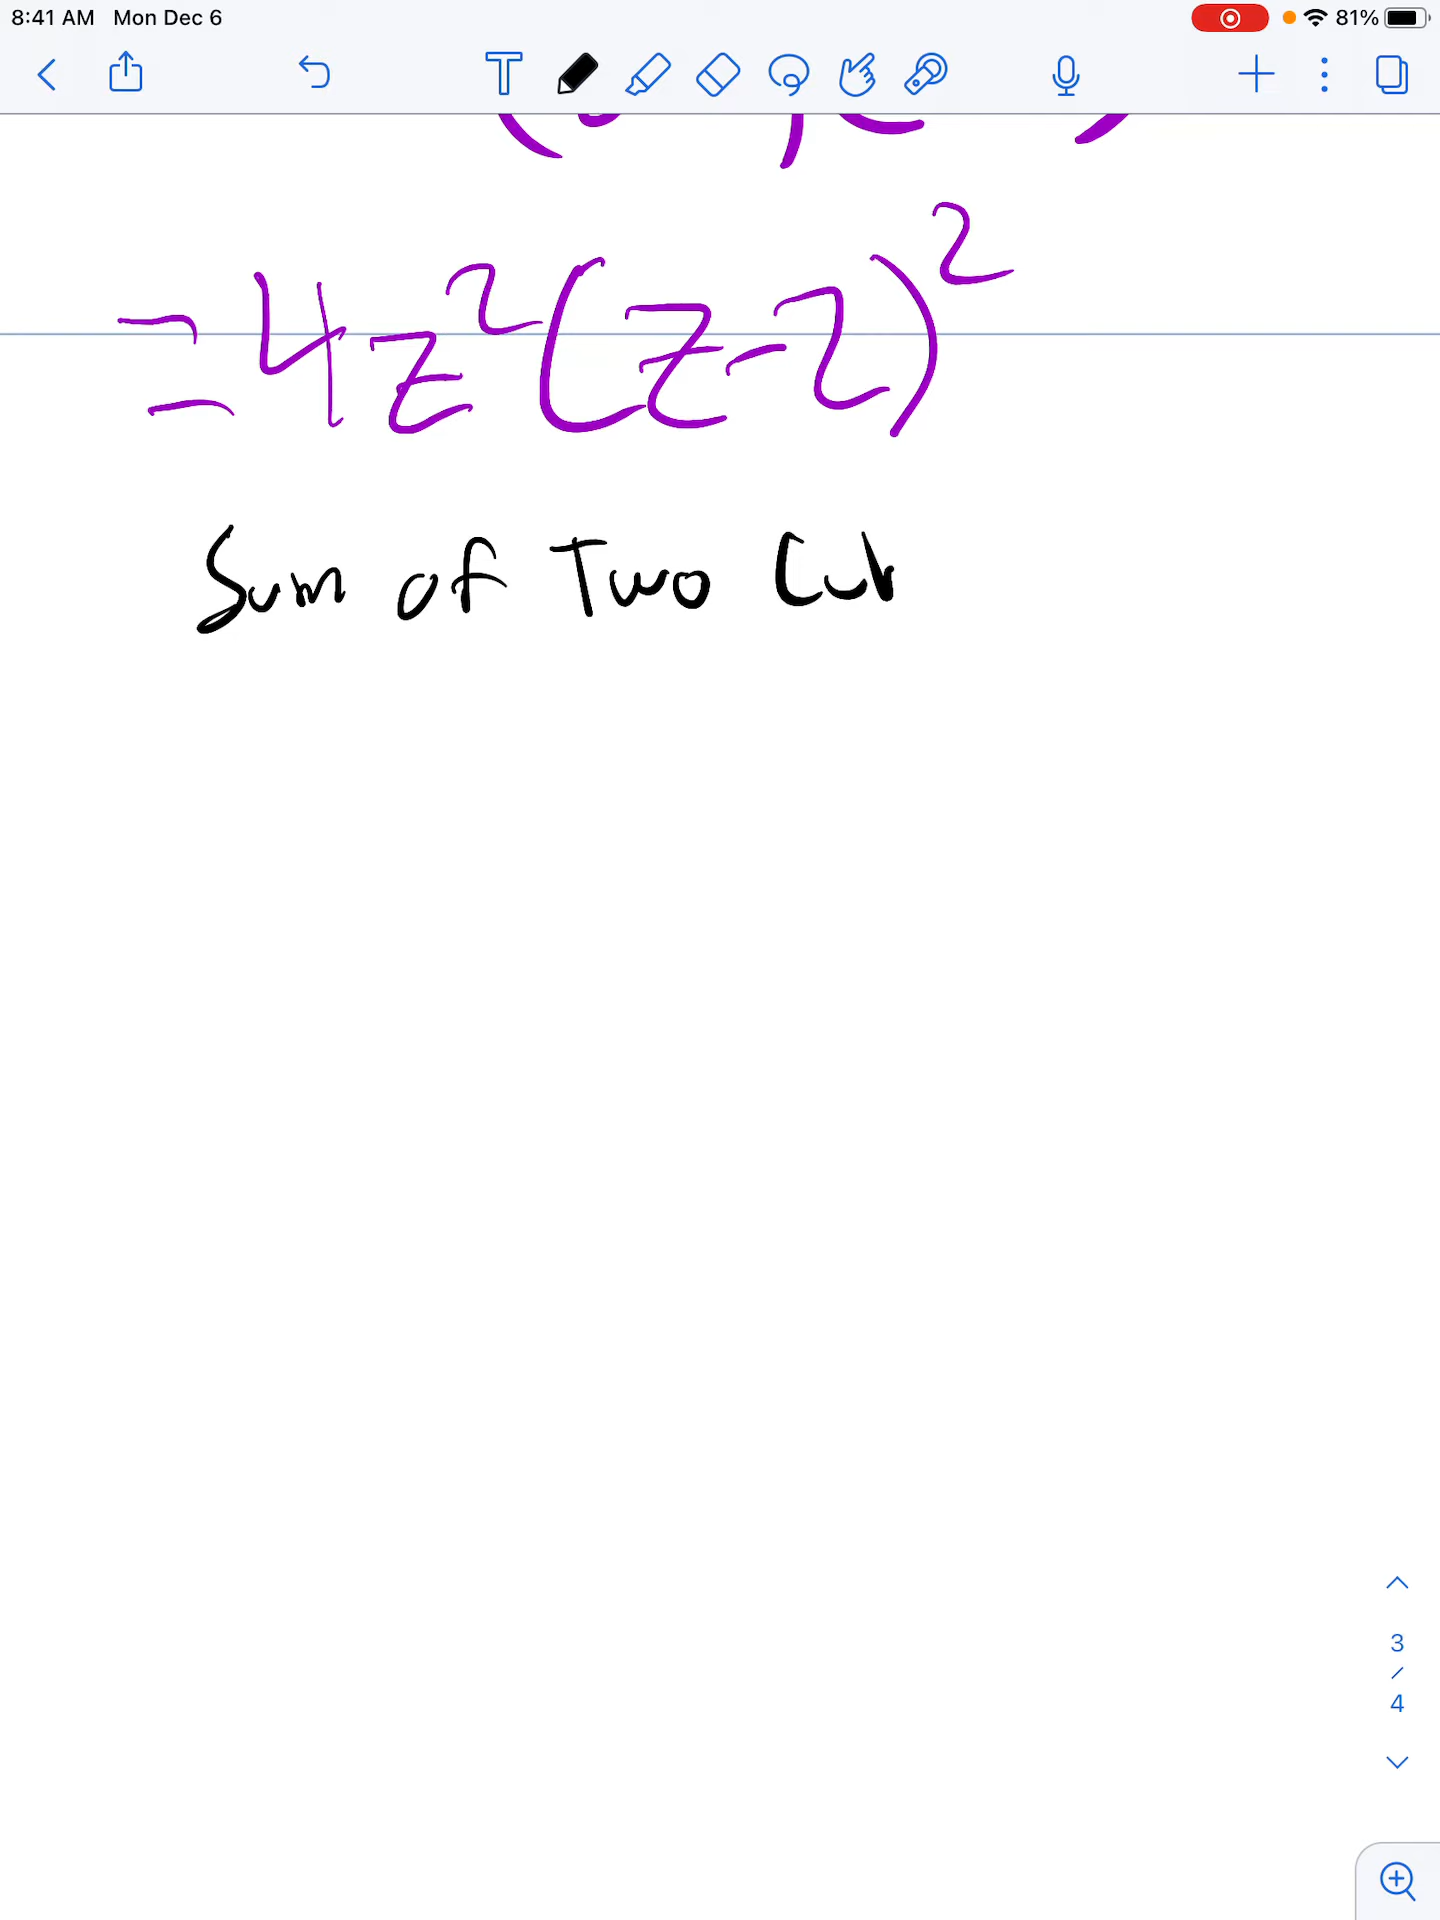 8:41 AM Mon Dec 6 81%
T
= 4z²(z-2)²
Sum of Two Cub
3
/
4